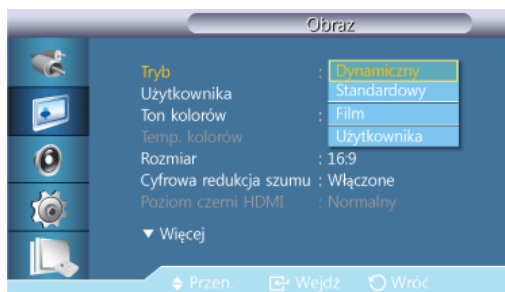 Obraz
Tryb : Dynamiczny
Użytkownika Standardowy
Ton kolorów : Film
Temp. kolorów Użytkownika
Rozmiar : 16:9
Cyfrowa redukcja szumu : Włączone
Poziom czerni HDMI : Normalny
▼ Więcej
Przen. Wejdź Wróć